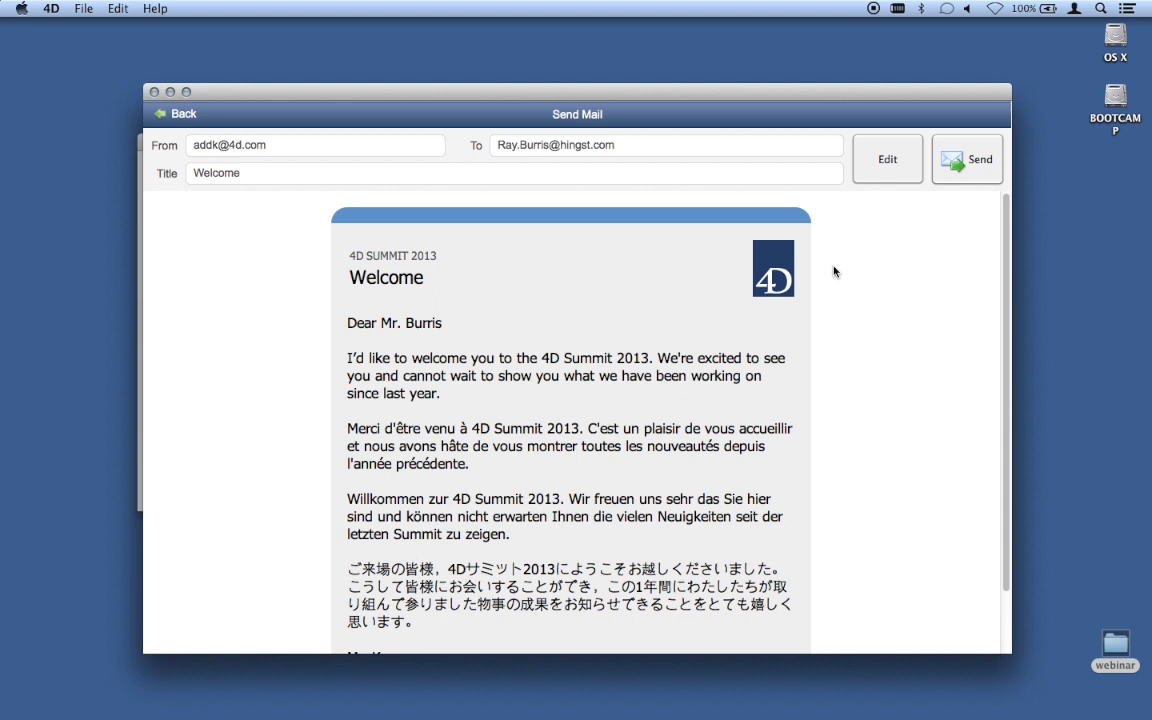 4D File Edit Help 100%
OS X
BOOTCAM
P
Back Send Mail
From addk@4d.com To Ray.Burris@hingst.com Edit Send
Title Welcome
4D SUMMIT 2013
Welcome
4D
Dear Mr. Burris
I'd like to welcome you to the 4D Summit 2013. We're excited to see
you and cannot wait to show you what we have been working on
since last year.
Merci d'être venu à 4D Summit 2013. C'est un plaisir de vous accueillir
et nous avons hâte de vous montrer toutes les nouveautés depuis
l'année précédente.
Willkommen zur 4D Summit 2013. Wir freuen uns sehr das Sie hier
sind und können nicht erwarten Ihnen die vielen Neuigkeiten seit der
letzten Summit zu zeigen.
ご来場の皆様，4Dサミット2013にようこそお越しくださいました。
こうして皆様にお会いすることができ，この1年間にわたしたちが取
り組んで参りました物事の成果をお知らせできることをとても嬉しく
思います。
webinar